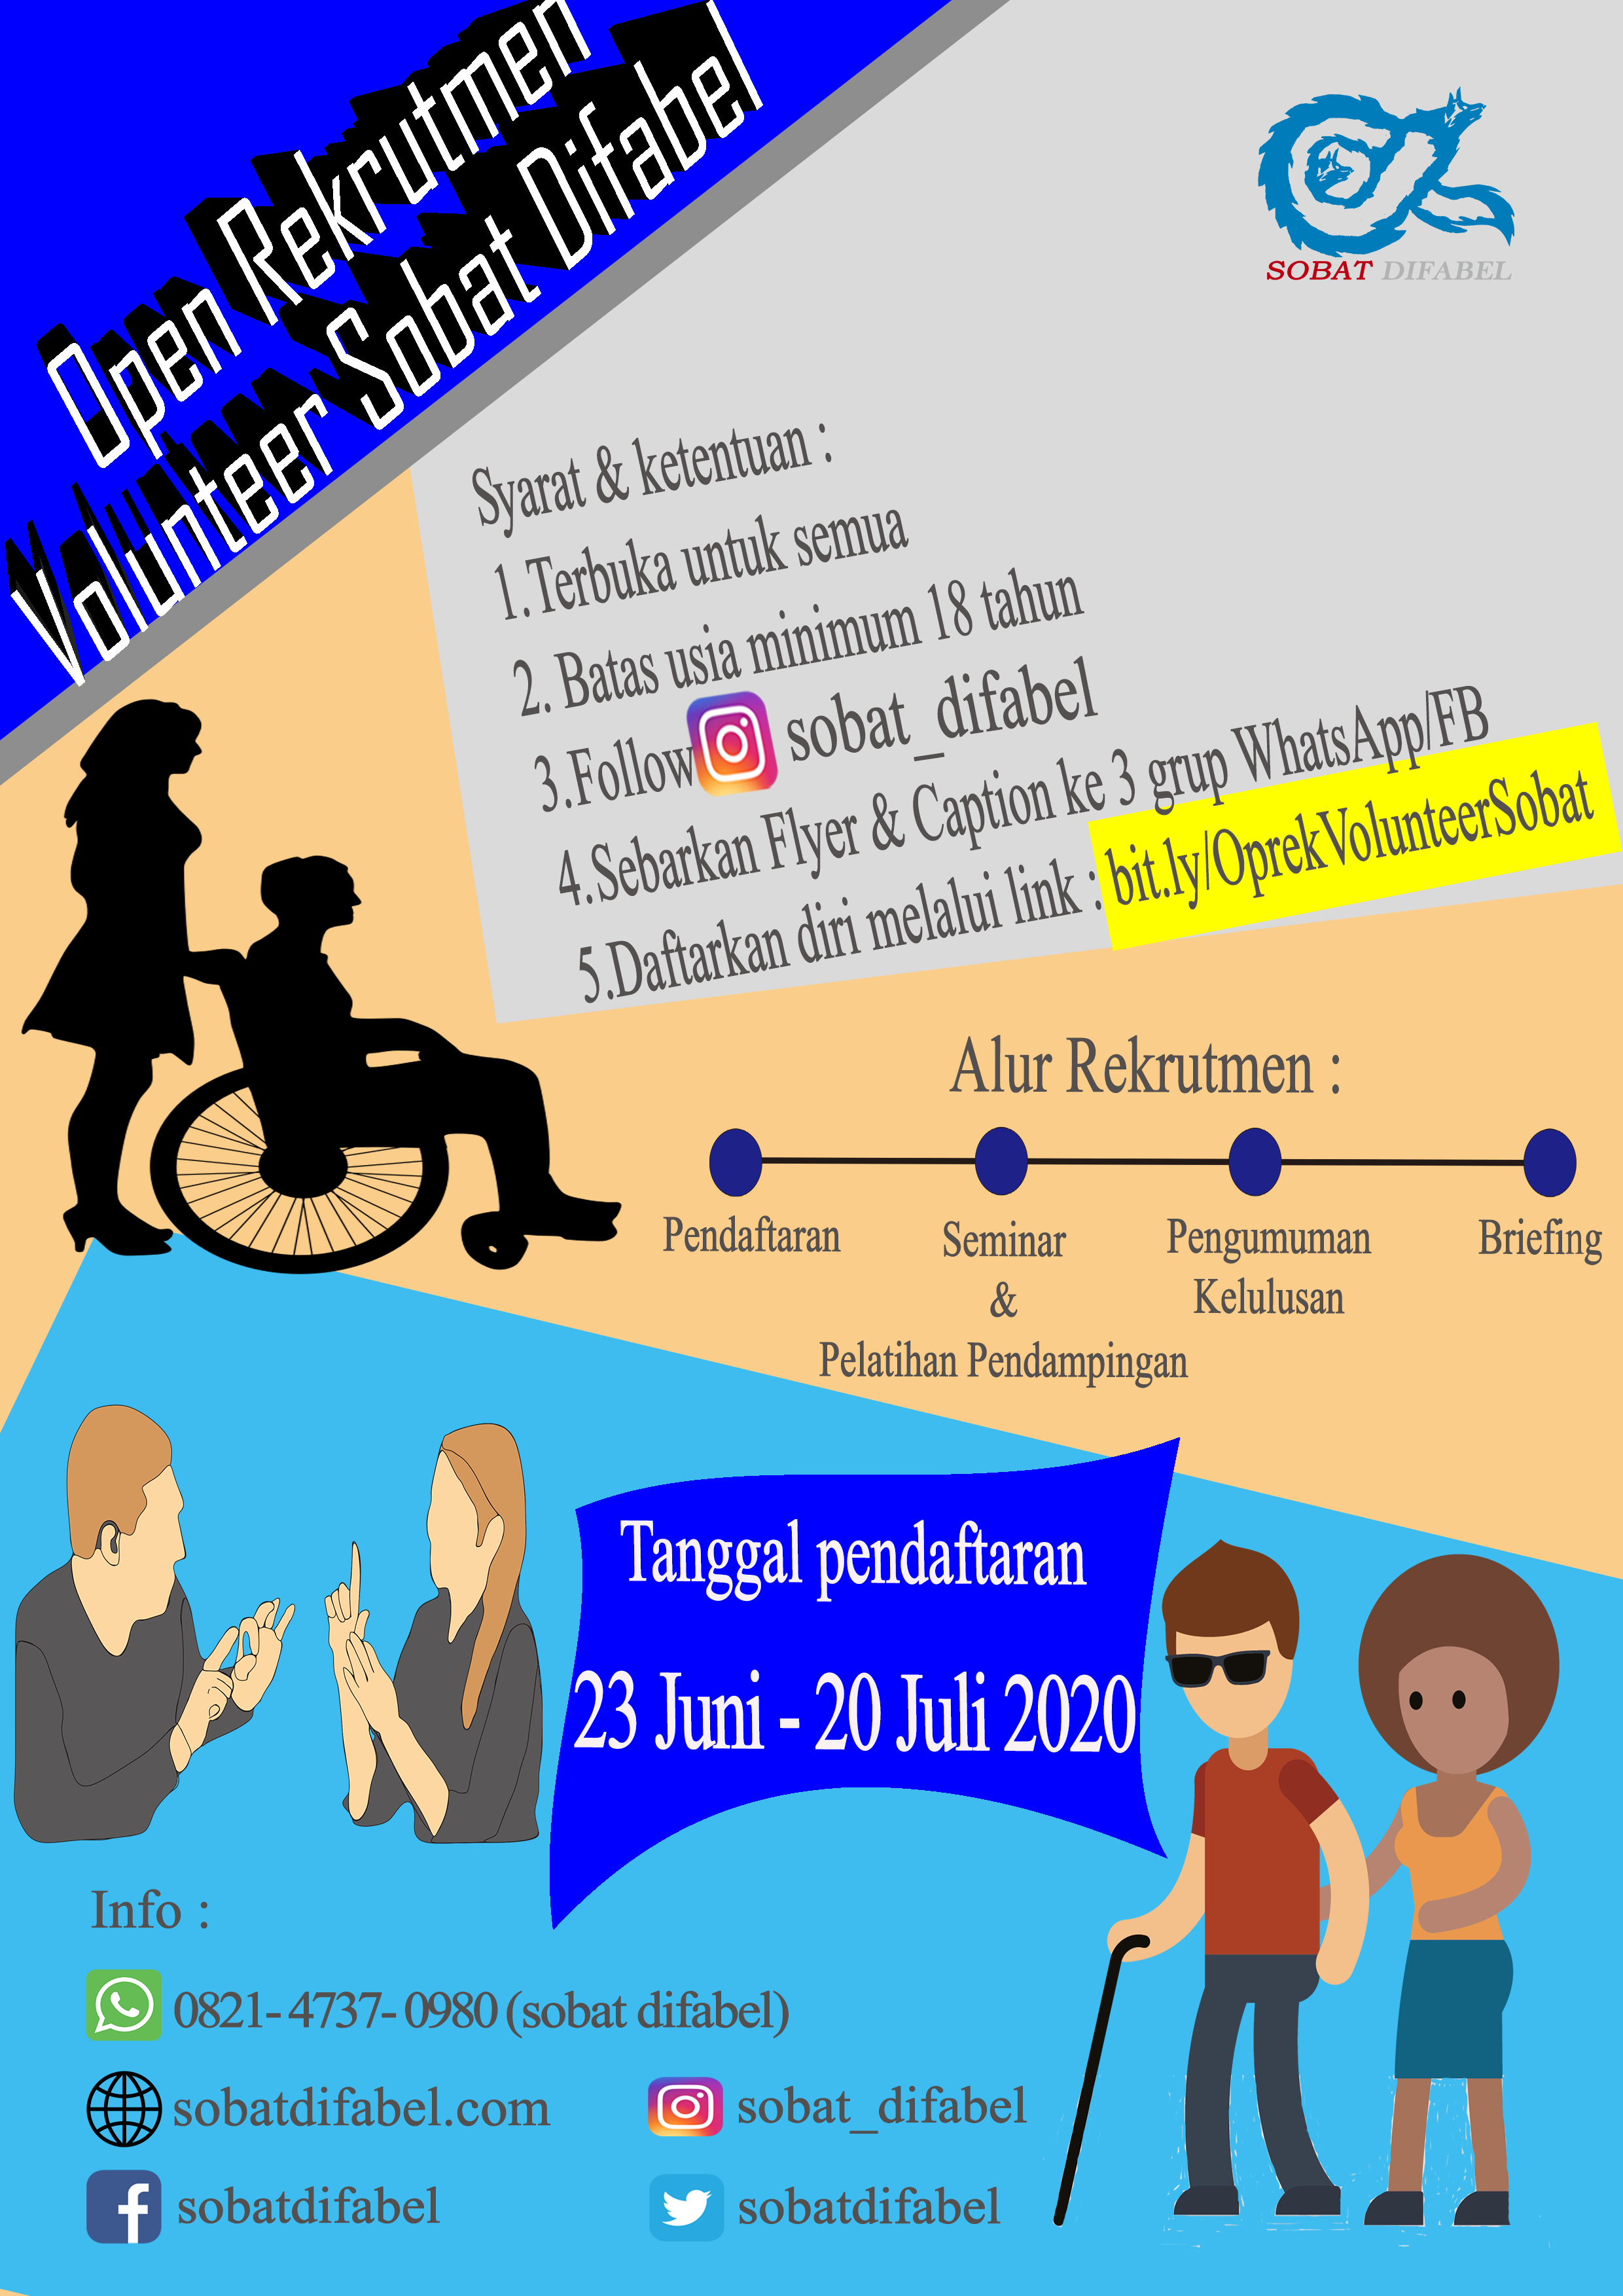 Open Rekrutmen
Volunteer Sobat Difabel
SOBAT DIFABEL
Syarat & ketentuan :
1.Terbuka untuk semua
2. Batas usia minimum 18 tahun
3.Follow sobat_difabel
4.Sebarkan Flyer & Caption ke 3 grup WhatsApp/FB
5.Daftarkan diri melalui link : bit.ly/OprekVolunteerSobat
Alur Rekrutmen :
Pendaftaran
Seminar
&
Pelatihan Pendampingan
Pengumuman
Kelulusan
Briefing
Tanggal pendaftaran
23 Juni - 20 Juli 2020
Info :
0821- 4737- 0980 (sobat difabel)
sobatdifabel.com
sobat_difabel
sobatdifabel
sobatdifabel